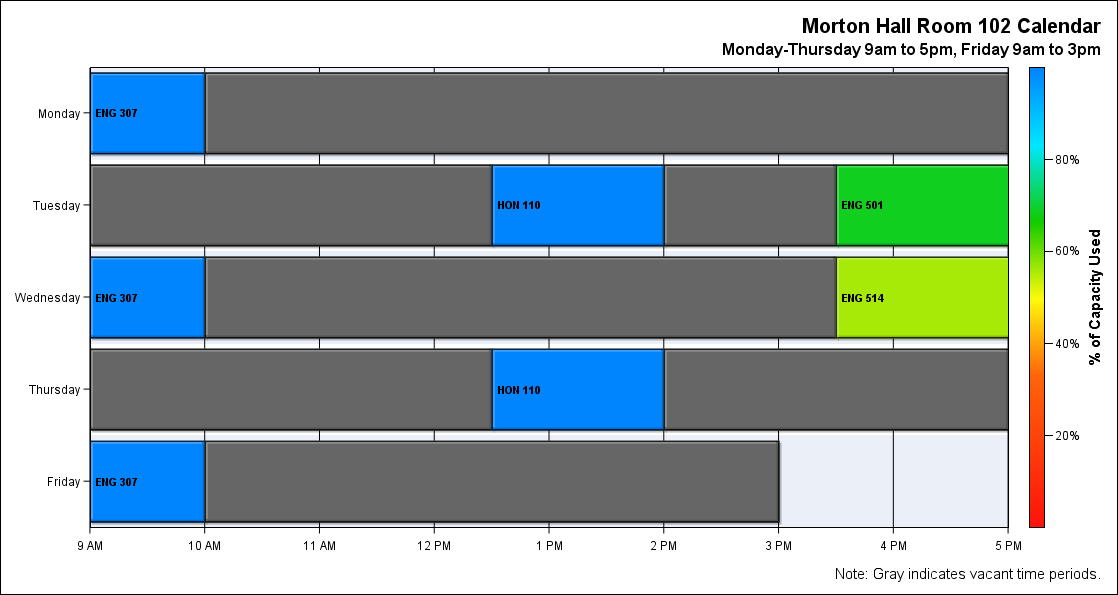 Morton Hall Room 102 Calendar
Monday-Thursday 9am to 5pm, Friday 9am to 3pm
Monday
ENG 307
Tuesday
HON 110
ENG 501
Wednesday
ENG 307
ENG 514
Thursday
HON 110
Friday
ENG 307
9 AM
10 AM
11 AM
12 PM
1 PM
2 PM
3 PM
4 PM
5 PM
80%
60%
40%
20%
% of Capacity Used
Note: Gray indicates vacant time periods.